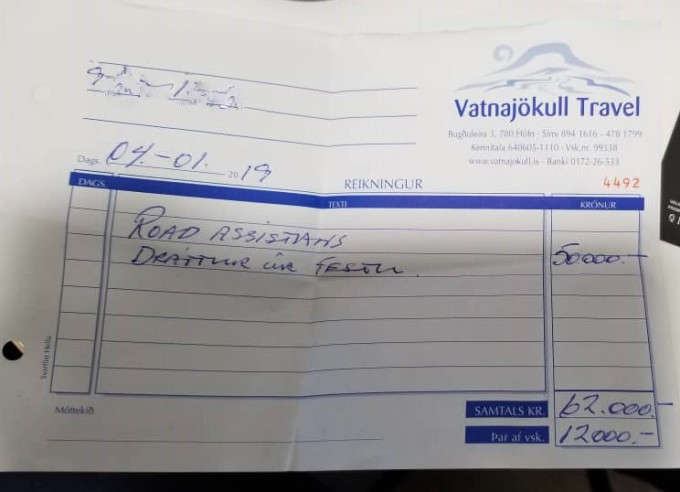 Vatnajökull Travel
Bugðuleira 3, 780 Höfn · Sími 894 1616 - 478 1799
Kennitala 640605-1110 · Vsk.nr. 99338
www.vatnajokull.is - Banki 0172-26-533
Dags. 04.-01. 2019
REIKNINGUR
4492
DAGS.
TEXTI
KRÓNUR
ROAD ASSISTIANS
DRÁTTUR ÚR FESTU.
50000.-
Móttekið
SAMTALS KR. 62.000.-
Þar af vsk. 12000.-